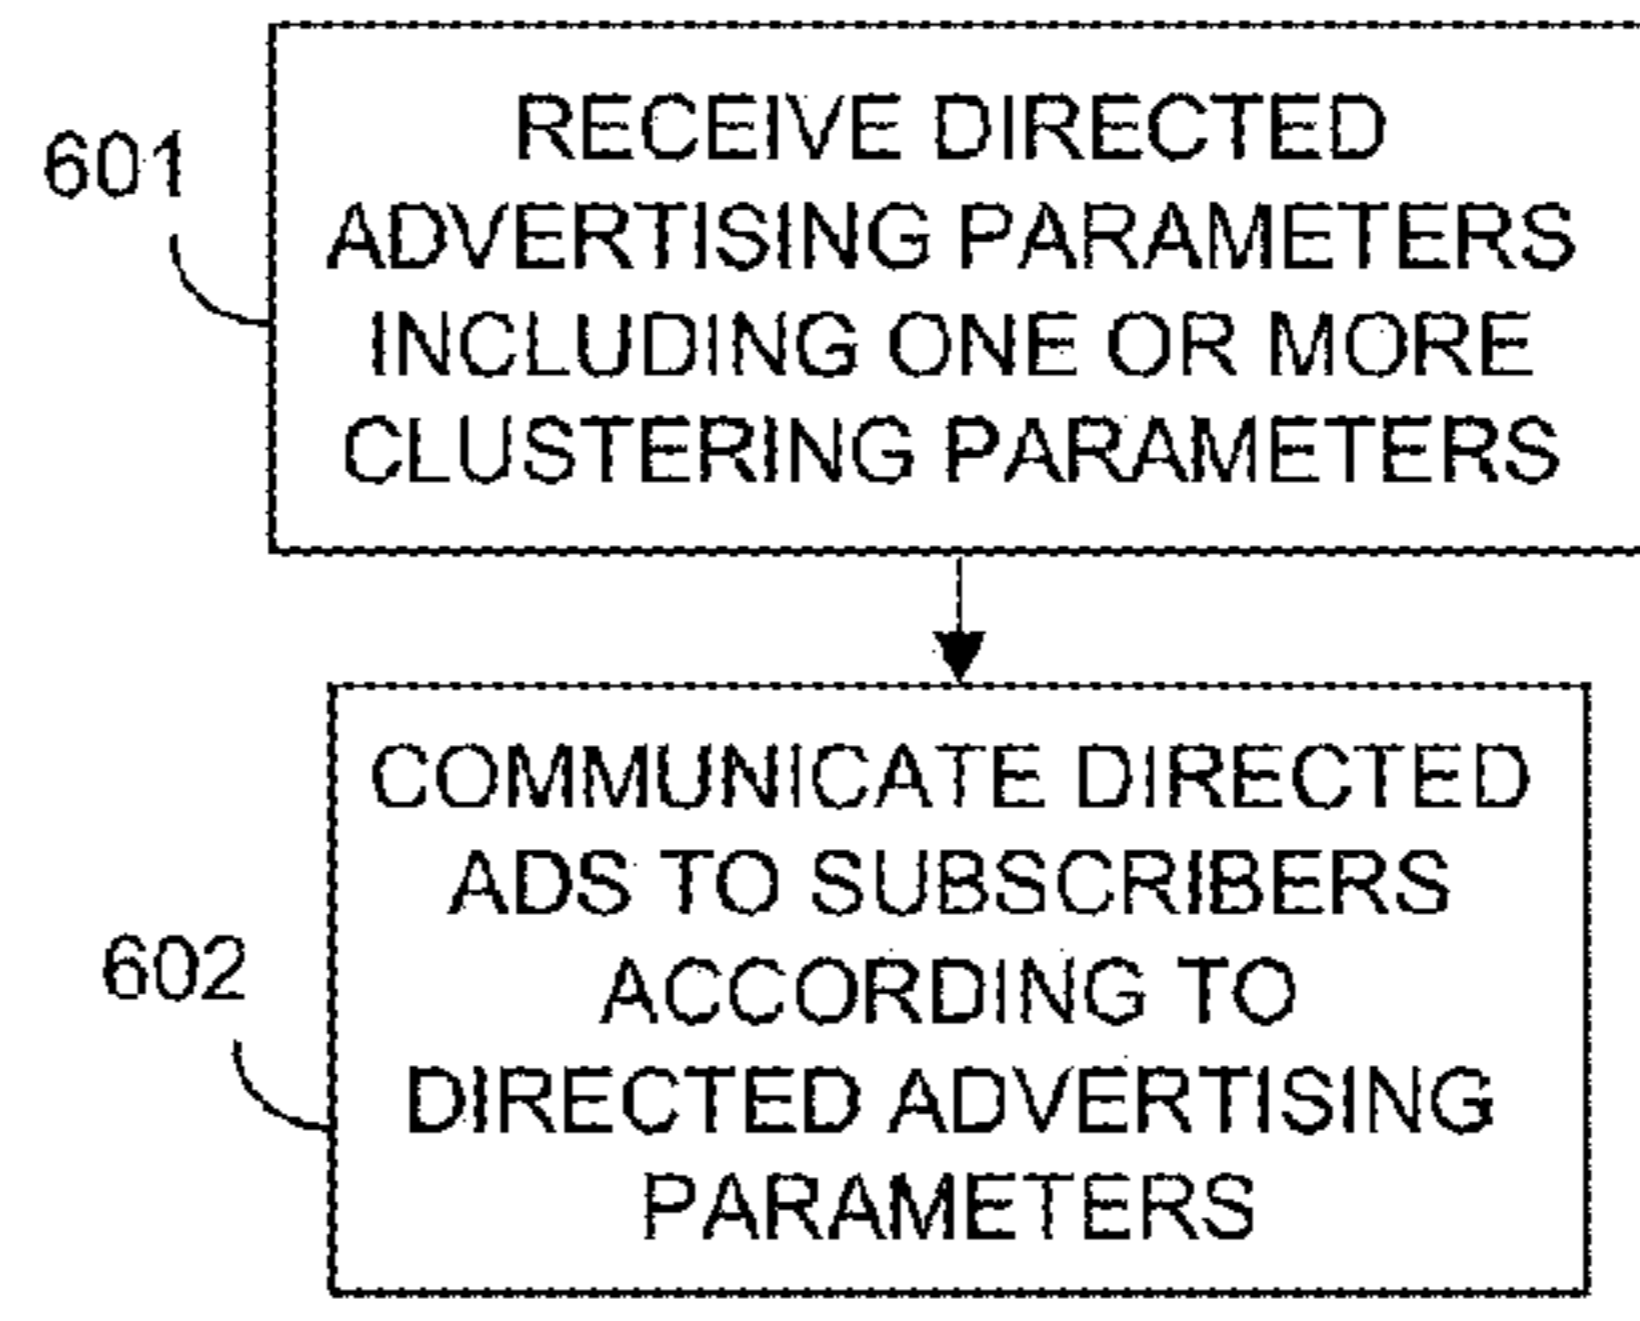 601
RECEIVE DIRECTED
ADVERTISING PARAMETERS
INCLUDING ONE OR MORE
CLUSTERING PARAMETERS
602
COMMUNICATE DIRECTED
ADS TO SUBSCRIBERS
ACCORDING TO
DIRECTED ADVERTISING
PARAMETERS